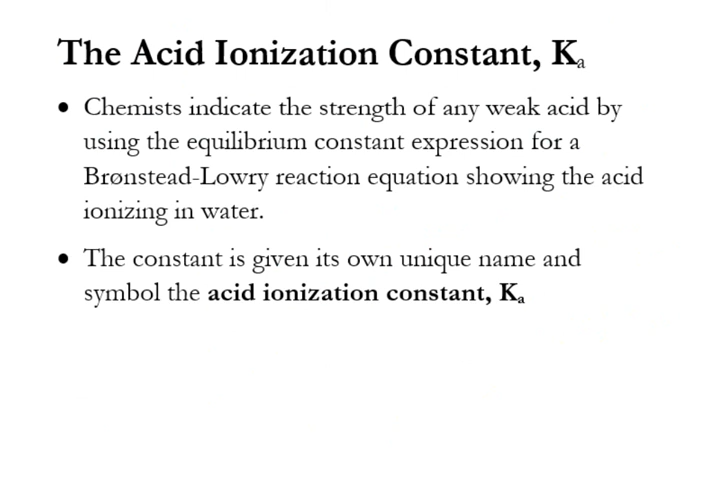 The Acid Ionization Constant, Kₐ
• Chemists indicate the strength of any weak acid by
using the equilibrium constant expression for a
Brønstead-Lowry reaction equation showing the acid
ionizing in water.
• The constant is given its own unique name and
symbol the acid ionization constant, Kₐ